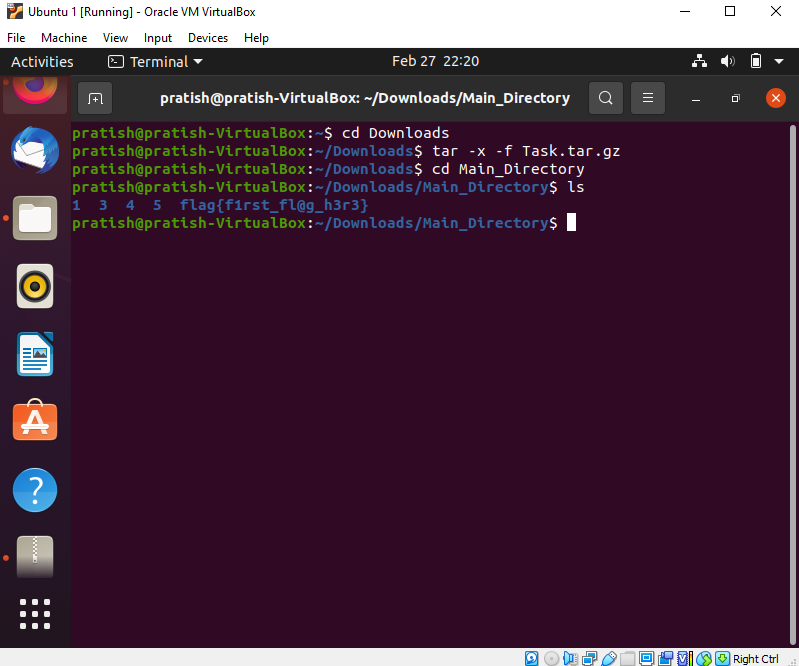 Ubuntu 1 [Running] - Oracle VM VirtualBox
File Machine View Input Devices Help
Activities Terminal Feb 27 22:20
pratish@pratish-VirtualBox: ~/Downloads/Main_Directory
pratish@pratish-VirtualBox:~$ cd Downloads
pratish@pratish-VirtualBox:~/Downloads$ tar -x -f Task.tar.gz
pratish@pratish-VirtualBox:~/Downloads$ cd Main_Directory
pratish@pratish-VirtualBox:~/Downloads/Main_Directory$ ls
1 3 4 5 flag{f1rst_fl@g_h3r3}
pratish@pratish-VirtualBox:~/Downloads/Main_Directory$
Right Ctrl